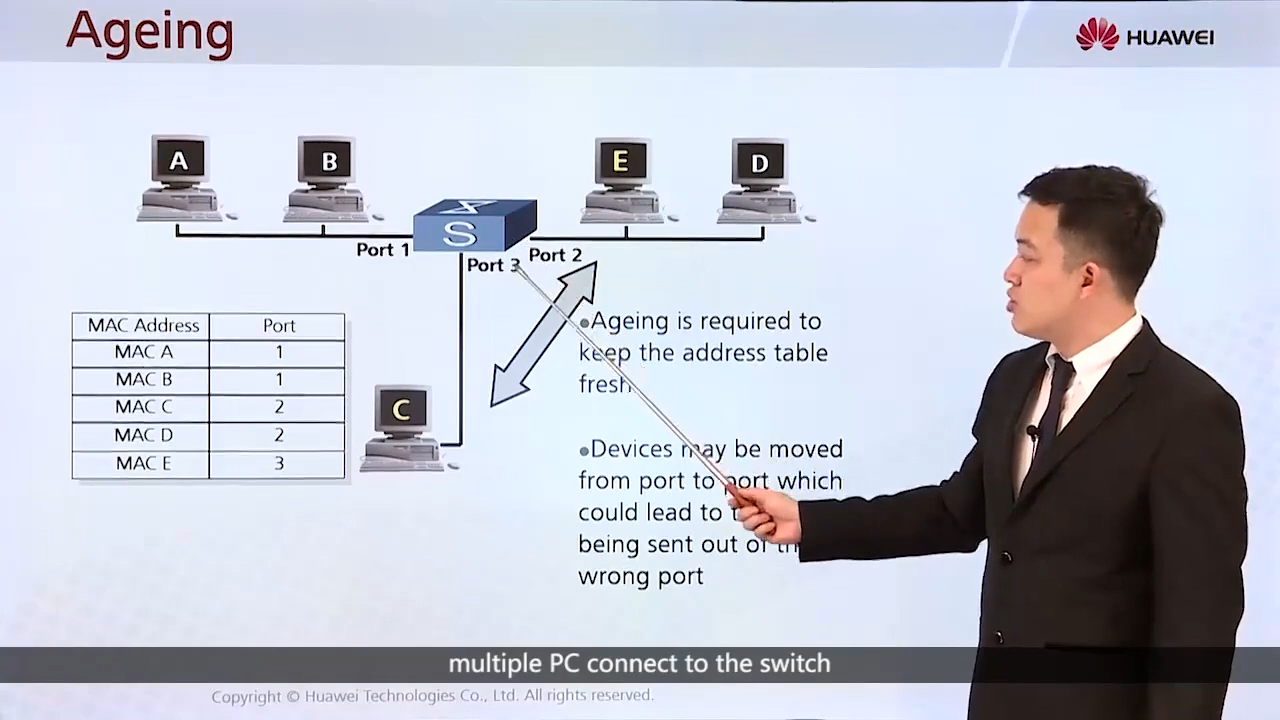 Ageing
HUAWEI
A
B
E
D
S
Port 1
Port 2
Port 3
MAC Address Port
MAC A 1
MAC B 1
MAC C 2
MAC D 2
MAC E 3
C
Ageing is required to
keep the address table
fresh
Devices may be moved
from port to port which
could lead to
being sent out of
wrong port
multiple PC connect to the switch
Copyright © Huawei Technologies Co., Ltd. All rights reserved.